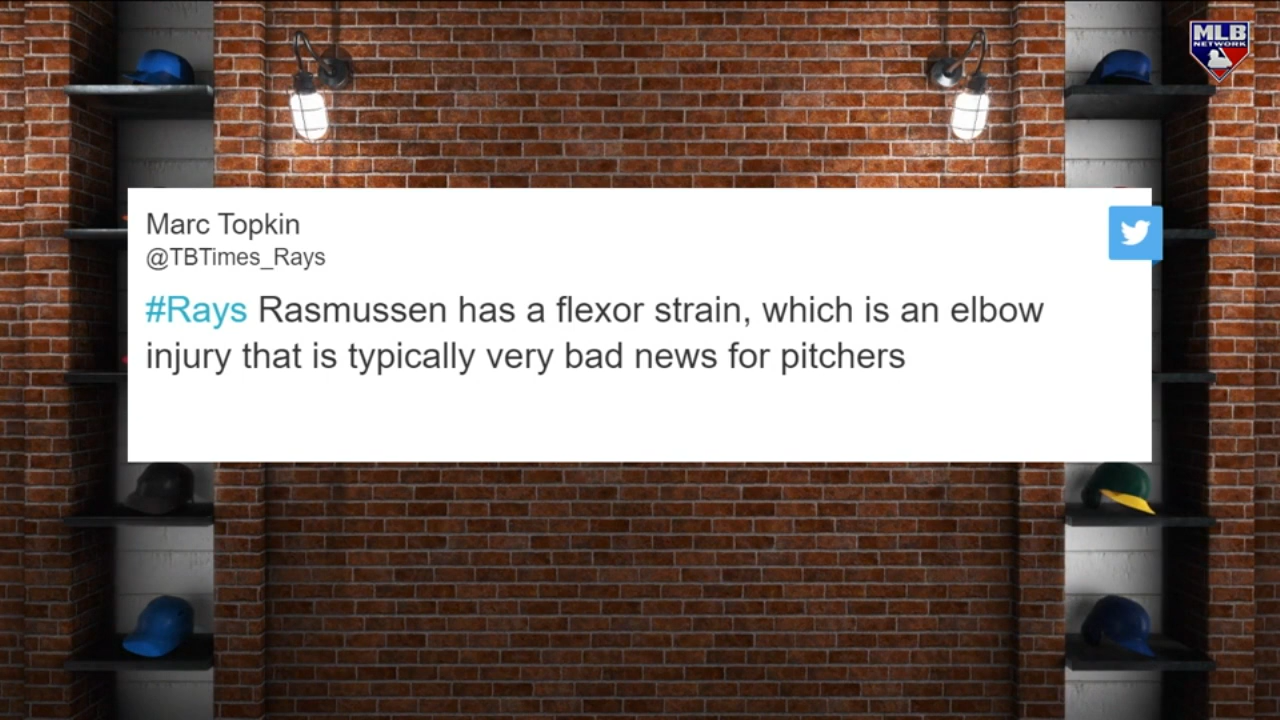 MLB
NETWORK
Marc Topkin
@TBTimes_Rays
#Rays Rasmussen has a flexor strain, which is an elbow
injury that is typically very bad news for pitchers